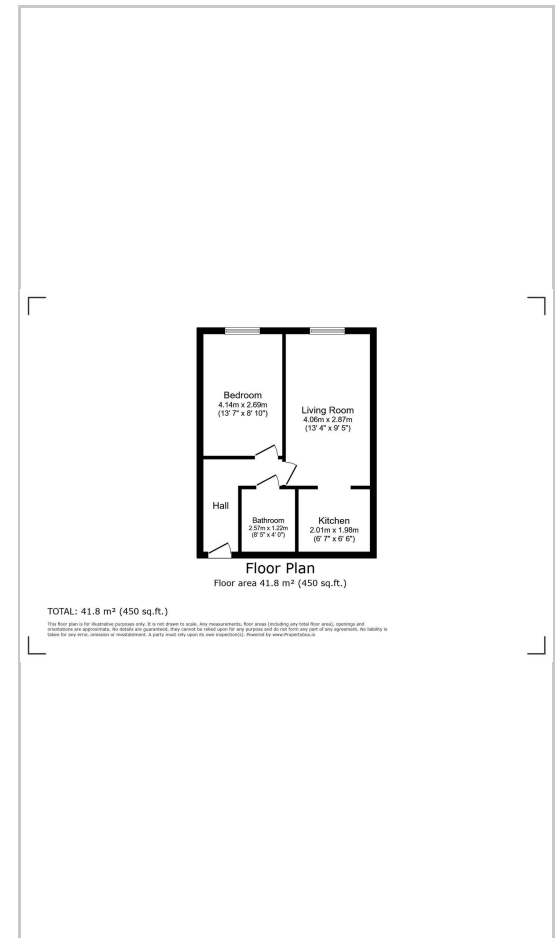 Bedroom
4.14m x 2.69m
(13' 7" x 8' 10")
Living Room
4.06m x 2.87m
(13' 4" x 9' 5")
Hall
Bathroom
2.57m x 1.22m
(8' 5" x 4' 0")
Kitchen
2.01m x 1.98m
(6' 7" x 6' 6")
Floor Plan
Floor area 41.8 m² (450 sq.ft.)
TOTAL: 41.8 m² (450 sq.ft.)
This floor plan is for illustrative purposes only. It is not drawn to scale. Any measurements, floor areas (including any total floor area), openings and
orientations are approximate. No details are guaranteed, they cannot be relied upon for any purpose and do not form any part of any agreement. No liability is
taken for any error, omission or misstatement. A party must rely upon its own inspection(s). Powered by www.Propertybox.io